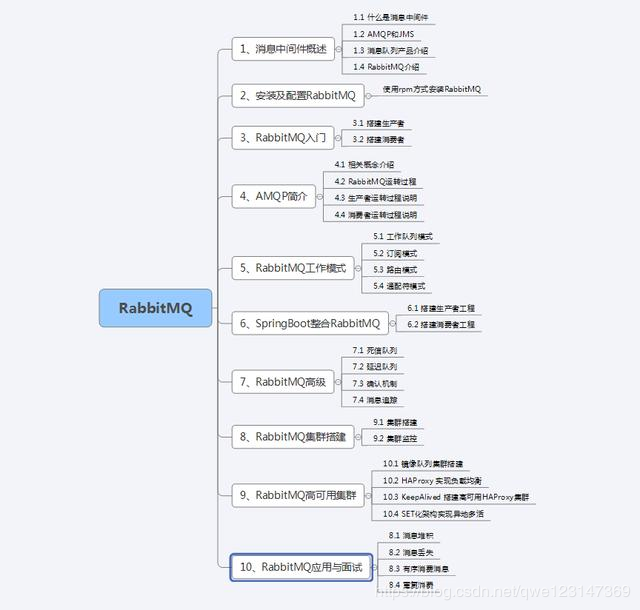 RabbitMQ
1、消息中间件概述
1.1 什么是消息中间件
1.2 AMQP和JMS
1.3 消息队列产品介绍
1.4 RabbitMQ介绍
2、安装及配置RabbitMQ
使用rpm方式安装RabbitMQ
3、RabbitMQ入门
3.1 搭建生产者
3.2 搭建消费者
4、AMQP简介
4.1 相关概念介绍
4.2 RabbitMQ运转过程
4.3 生产者运转过程说明
4.4 消费者运转过程说明
5、RabbitMQ工作模式
5.1 工作队列模式
5.2 订阅模式
5.3 路由模式
5.4 通配符模式
6、SpringBoot整合RabbitMQ
6.1 搭建生产者工程
6.2 搭建消费者工程
7、RabbitMQ高级
7.1 死信队列
7.2 延迟队列
7.3 确认机制
7.4 消息追踪
8、RabbitMQ集群搭建
9.1 集群搭建
9.2 集群监控
9、RabbitMQ高可用集群
10.1 镜像队列集群搭建
10.2 HAProxy 实现负载均衡
10.3 KeepAlived 搭建高可用HAProxy集群
10.4 SET化架构实现异地多活
10、RabbitMQ应用与面试
8.1 消息堆积
8.2 消息丢失
8.3 有序消费消息
8.4 重复消费
https://blog.csdn.net/qwe123147369